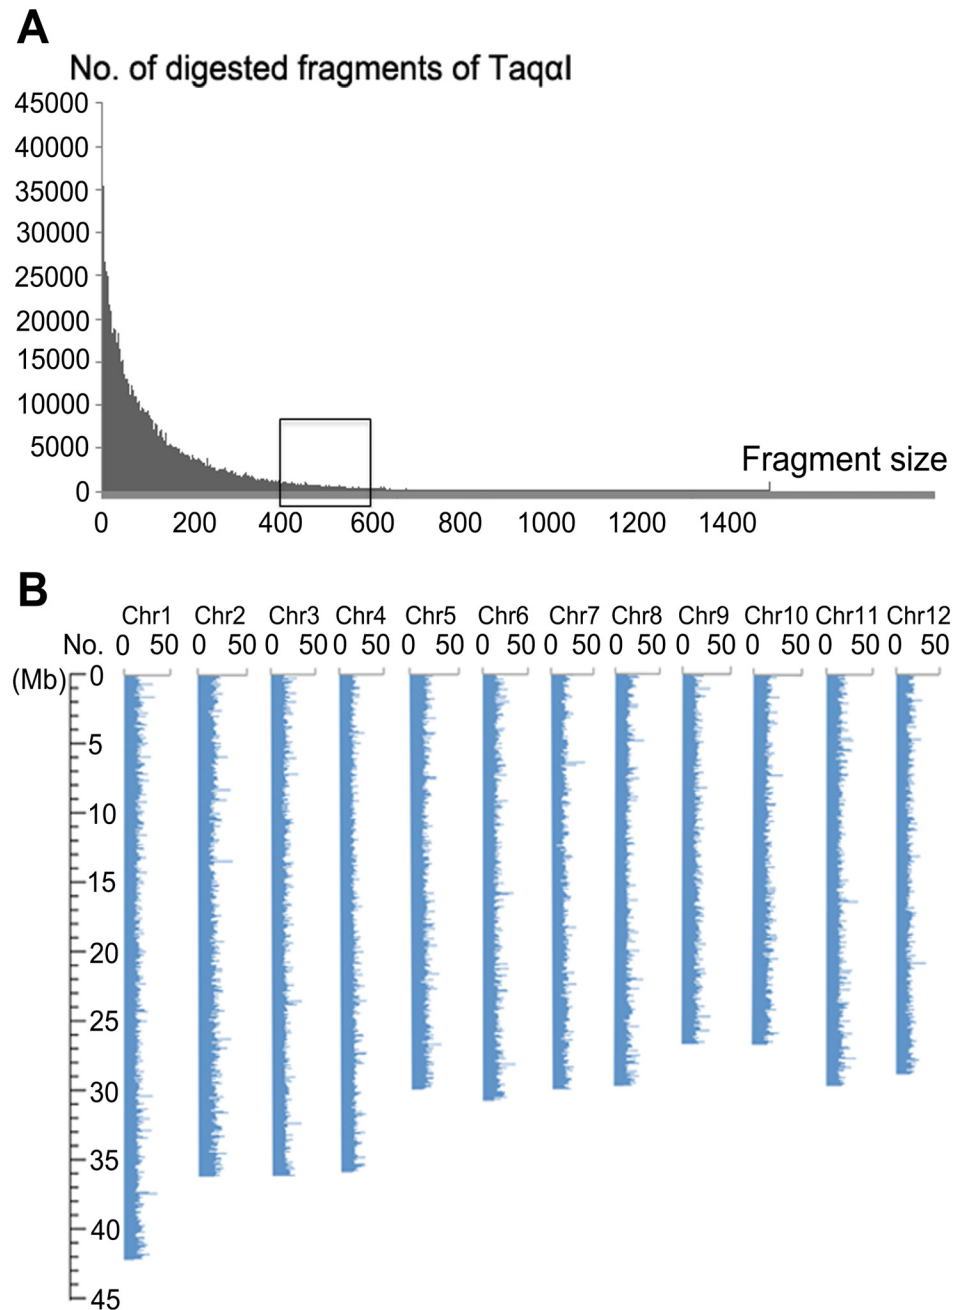 A
No. of digested fragments of TaqαI
45000
40000
35000
30000
25000
20000
15000
10000
5000
0
Fragment size
0 200 400 600 800 1000 1200 1400
B
Chr1 Chr2 Chr3 Chr4 Chr5 Chr6 Chr7 Chr8 Chr9 Chr10 Chr11 Chr12
No. 0 50 0 50 0 50 0 50 0 50 0 50 0 50 0 50 0 50 0 50 0 50 0 50
(Mb) 0
5
10
15
20
25
30
35
40
45